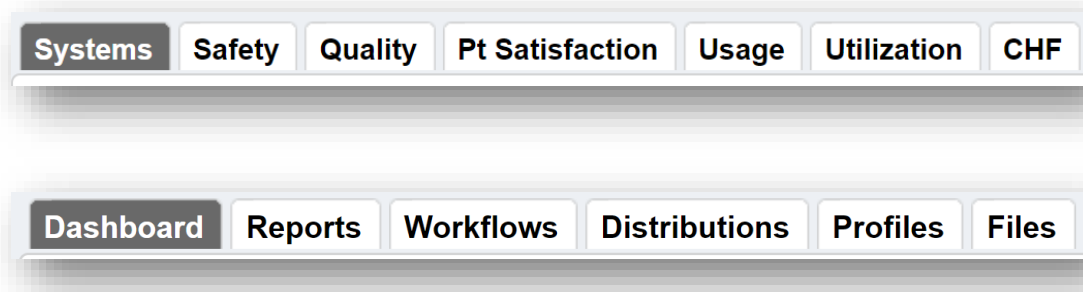 Systems Safety Quality Pt Satisfaction Usage Utilization CHF
Dashboard Reports Workflows Distributions Profiles Files